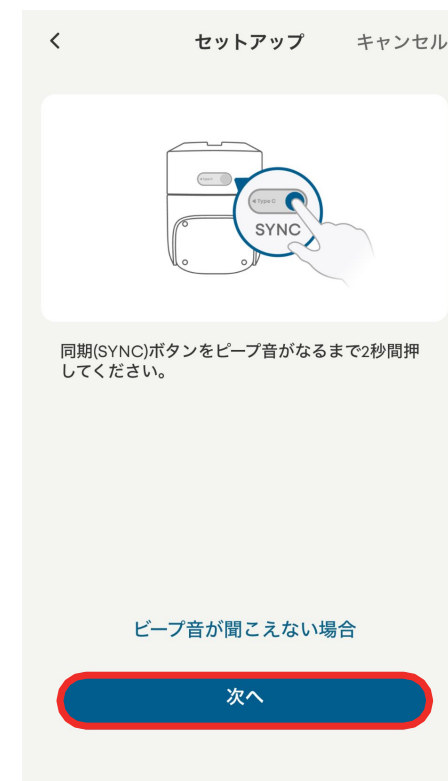 セットアップ キャンセル
◀Type C
SYNC
同期(SYNC)ボタンをビープ音がなるまで2秒間押
してください。
ビープ音が聞こえない場合
次へ